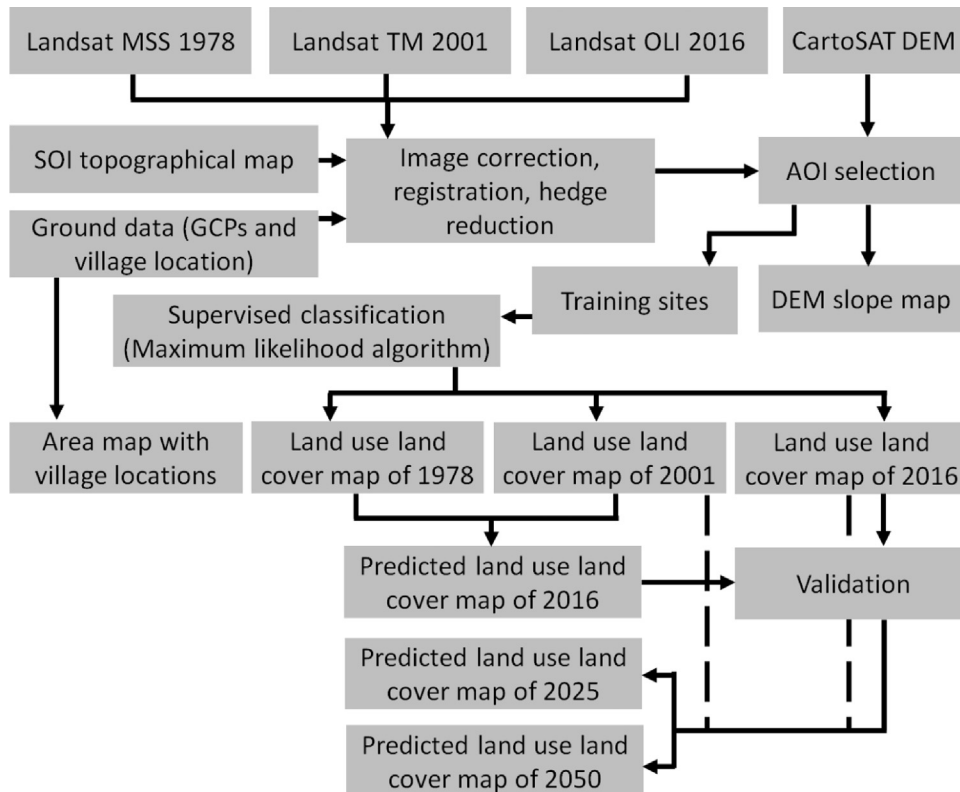 Landsat MSS 1978
Landsat TM 2001
Landsat OLI 2016
CartoSAT DEM
SOI topographical map
Image correction,
registration, hedge
reduction
AOI selection
Ground data (GCPs and
village location)
Training sites
DEM slope map
Supervised classification
(Maximum likelihood algorithm)
Area map with
village locations
Land use land
cover map of 1978
Land use land
cover map of 2001
Land use land
cover map of 2016
Predicted land use land
cover map of 2016
Validation
Predicted land use land
cover map of 2025
Predicted land use land
cover map of 2050